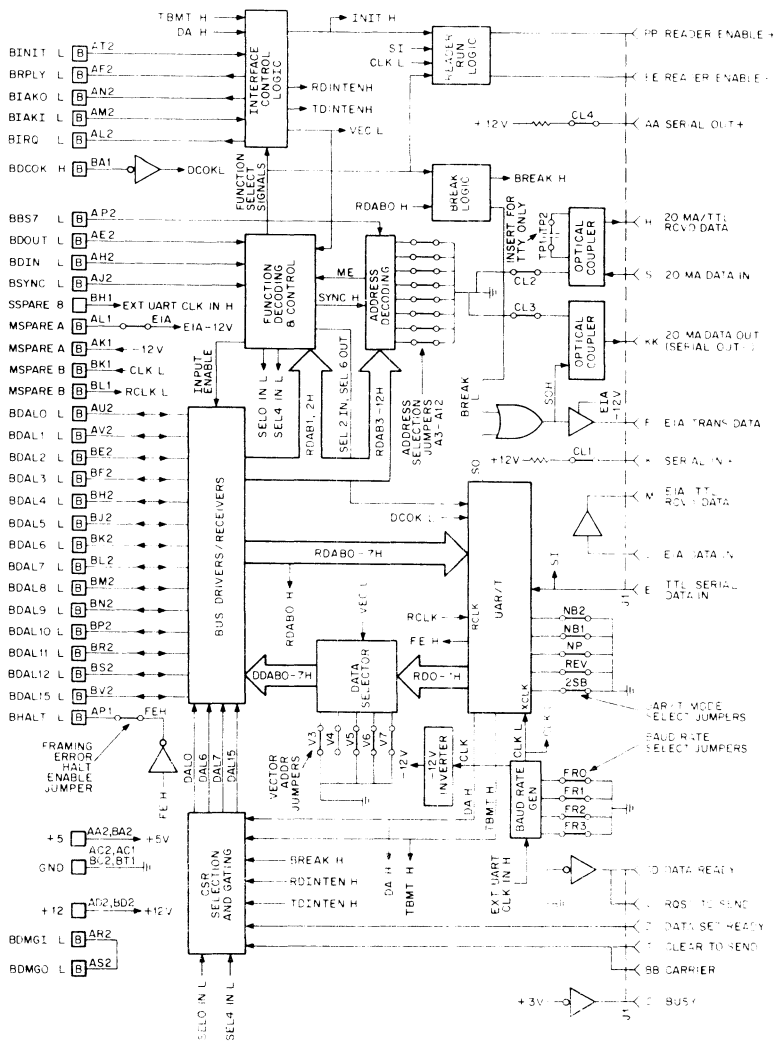 TBMT H
DA H
INIT H
BINIT L B AT2
BRPLY L B AF2
BIAKO L B AN2
BIAKI L B AM2
BIRQ L B AL2
BDCOK H B BA1
DCOKL
INTERFACE
CONTROL
LOGIC
RDINTENH
TDINTENH
VEC L
SI
CLK L
READER
RUN
LOGIC
PP READER ENABLE +
READER ENABLE
+12V
CL4
AA SERIAL OUT+
FUNCTION
SELECT
SIGNALS
RDABO H
BREAK
LOGIC
BREAK H
BBS7 L B AP2
BDOUT L B AE2
BDIN L B AH2
BSYNC L B AJ2
SSPARE 8 B BH1
EXT UART CLK IN H
MSPARE A B AL1
EIA
EIA-12V
MSPARE A B AK1
-12V
MSPARE B B BK1
CLK L
MSPARE B B BL1
RCLK L
FUNCTION
DECODING
& CONTROL
ME
SYNC H
ADDRESS
DECODING
INSERT FOR
TTY ONLY
TP1
TP2
OPTICAL
COUPLER
H 20 MA/TTL
RCVD DATA
S 20 MA DATA IN
CL2
CL3
OPTICAL
COUPLER
KK 20 MA DATA OUT
(SERIAL OUT-)
INPUT
ENABLE
SEL0 IN L
SEL4 IN L
RDAB1, 2H
SEL 2 IN, SEL 6 OUT
RDAB3-12H
ADDRESS
SELECTION
JUMPERS
A3-A12
BREAK
L
SOH
EIA
-12V
F EIA TRANS DATA
+12V
CL1
K SERIAL IN +
M EIA/TTL
RCVD DATA
EIA DATA IN
E TTL SERIAL
DATA IN
J1
BDAL0 L B AU2
BDAL1 L B AV2
BDAL2 L B BE2
BDAL3 L B BF2
BDAL4 L B BH2
BDAL5 L B BJ2
BDAL6 L B BK2
BDAL7 L B BL2
BDAL8 L B BM2
BDAL9 L B BN2
BDAL10 L B BP2
BDAL11 L B BR2
BDAL12 L B BS2
BDAL15 L B BV2
BHALT L B AP1
FEH
BUS DRIVERS/RECEIVERS
SO
DCOK L
RDABO-7H
RDABO H
VEC L
UAR/T
RCLK
RCLK
FE H
XCLK
SI
NB2
NB1
NP
REV
2SB
UAR/T MODE
SELECT JUMPERS
DDABO-7H
DATA
SELECTOR
V3
V4
V5
V6
V7
VECTOR
ADDR
JUMPERS
-12V
-12V
INVERTER
CLK
CLK L
BAUD RATE
SELECT JUMPERS
BAUD RATE
GEN
FR0
FR1
FR2
FR3
FRAMING
ERROR
HALT
ENABLE
JUMPER
FE H
DAL0
DAL6
DAL7
DAL15
DA H
TBMT H
DA H
TBMT H
EXT UART
CLK IN H
+5 AA2,BA2
+5V
GND AC2,AC1
BC2,BT1
+12 AD2,BD2
+12V
BDMGI L B AR2
BDMGO L B AS2
CSR
SELECTION
AND GATING
BREAK H
RDINTEN H
TDINTEN H
SEL0 IN L
SEL4 IN L
DATA READY
TO SEND
DATA SET READY
CLEAR TO SEND
BB CARRIER
+3V
BUSY
J1